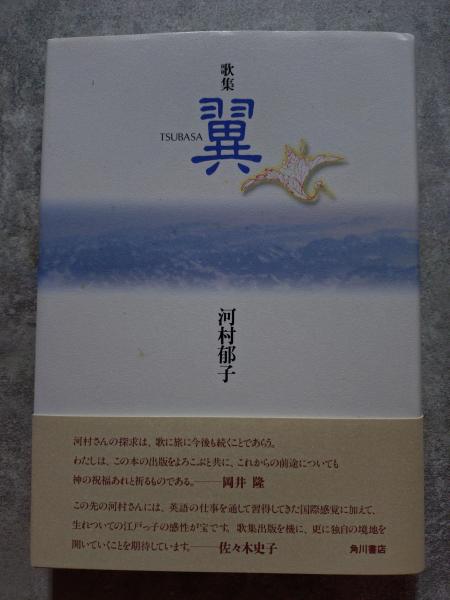 歌集
翼
TSUBASA
河村郁子
河村さんの探求は、歌に旅に今後も続くことであらう。
わたしは、この本の出版をよろこぶと共に、これからの前途についても
神の祝福あれと祈るものである。――岡井 隆
この先の河村さんには、英語の仕事を通して習得してきた国際感覚に加えて、
生れついての江戸っ子の感性が宝です。歌集出版を機に、更に独自の境地を
開いていくことを期待しています。――佐々木史子
角川書店